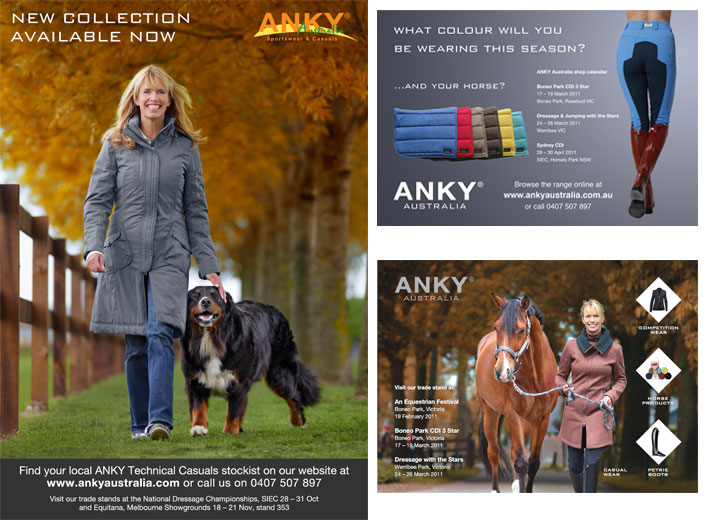 NEW COLLECTION
AVAILABLE NOW
ANKY®
Australia
Sportswear & Casuals
Find your local ANKY Technical Casuals stockist on our website at
www.ankyaustralia.com or call us on 0407 507 897
Visit our trade stands at the National Dressage Championships, SIEC 28 – 31 Oct
and Equitana, Melbourne Showgrounds 18 – 21 Nov, stand 353
WHAT COLOUR WILL YOU
BE WEARING THIS SEASON?
...AND YOUR HORSE?
ANKY Australia shop calendar
Boneo Park CDI 3 Star
17 – 19 March 2011
Boneo Park, Rosebud VIC
Dressage & Jumping with the Stars
24 – 26 March 2011
Werribee VIC
Sydney CDI
28 – 30 April 2011
SIEC, Horsley Park NSW
ANKY®
AUSTRALIA
Browse the range online at
www.ankyaustralia.com.au
or call 0407 507 897
ANKY®
AUSTRALIA
Visit our trade stand at:
An Equestrian Festival
Boneo Park, Victoria
19 February 2011
Boneo Park CDI 3 Star
Boneo Park, Victoria
17 – 19 March 2011
Dressage with the Stars
Werribee Park, Victoria
24 – 26 March 2011
COMPETITION
WEAR
HORSE
PRODUCTS
CASUAL
WEAR
PETRIE
BOOTS